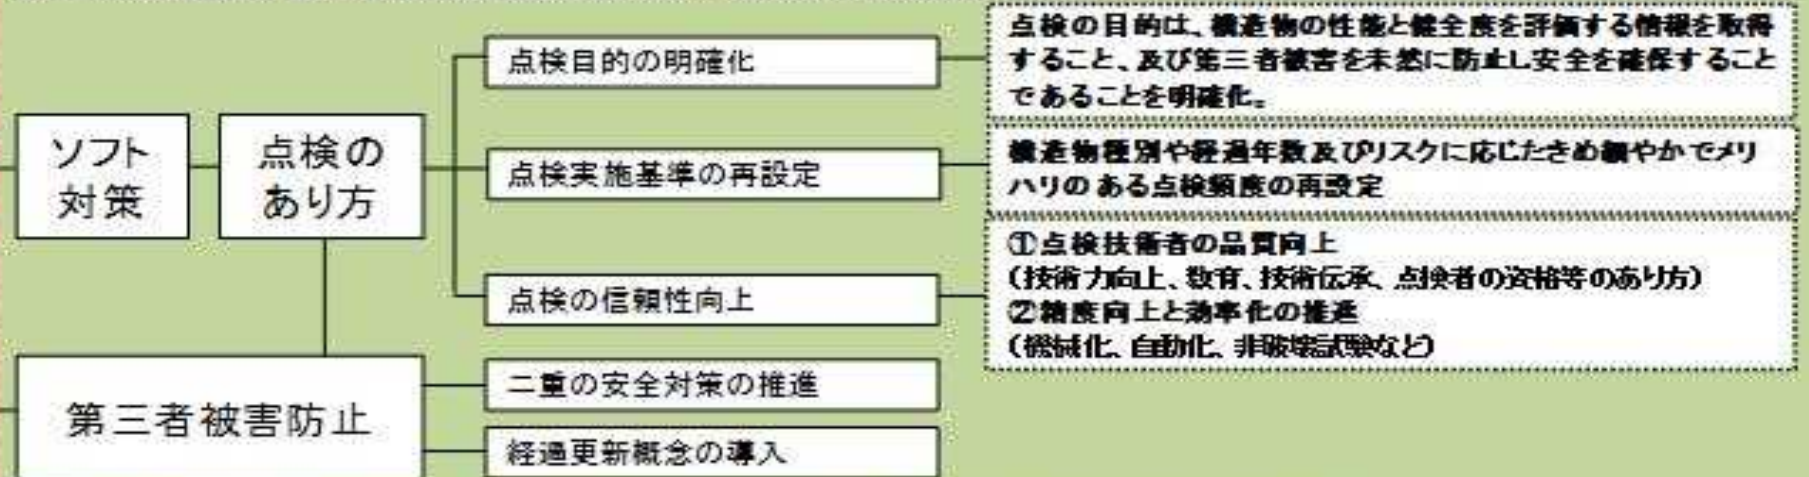 ソフト
対策
点検の
あり方
点検目的の明確化
点検の目的は、構造物の性能と健全度を評価する情報を取得
すること、及び第三者被害を未然に防止し安全を確保すること
であることを明確化。
点検実施基準の再設定
構造物種別や経過年数及びリスクに応じたきめ細やかでメリ
ハリのある点検頻度の再設定
点検の信頼性向上
①点検技術者の品質向上
(技術力向上、教育、技術伝承、点検者の資格等のあり方)
②精度向上と効率化の推進
(機械化、自動化、非破壊試験など)
第三者被害防止
二重の安全対策の推進
経過更新概念の導入